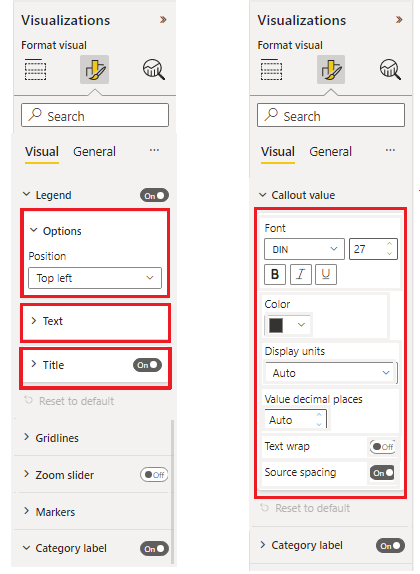 Visualizations
Format visual
Search
Visual General ...
Legend On
Options
Position
Top left
Text
Title On
Reset to default
Gridlines
Zoom slider Off
Markers
Category label On
Visualizations
Format visual
Search
Visual General ...
Callout value
Font
DIN 27
B I U
Color
Display units
Auto
Value decimal places
Auto
Text wrap Off
Source spacing On
Reset to default
Category label On